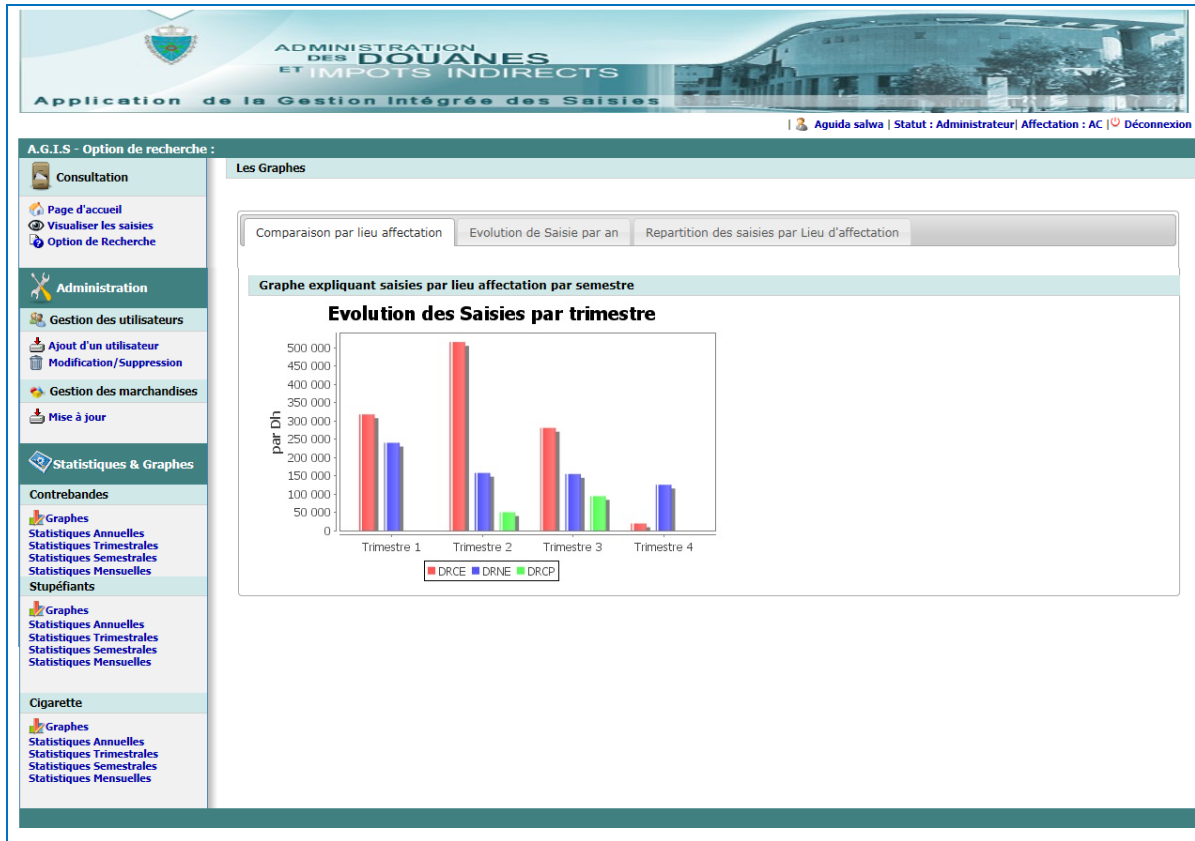 ADMINISTRATION
DES DOUANES
ET IMPOTS INDIRECTS
Application de la Gestion Intégrée des Saisies
| Aguida salwa | Statut : Administrateur| Affectation : AC | Déconnexion
A.G.I.S - Option de recherche :
Consultation
Page d'accueil
Visualiser les saisies
Option de Recherche
Administration
Gestion des utilisateurs
Ajout d'un utilisateur
Modification/Suppression
Gestion des marchandises
Mise à jour
Statistiques & Graphes
Contrebandes
Graphes
Statistiques Annuelles
Statistiques Trimestrales
Statistiques Semestrales
Statistiques Mensuelles
Stupéfiants
Graphes
Statistiques Annuelles
Statistiques Trimestrales
Statistiques Semestrales
Statistiques Mensuelles
Cigarette
Graphes
Statistiques Annuelles
Statistiques Trimestrales
Statistiques Semestrales
Statistiques Mensuelles
Les Graphes
Comparaison par lieu affectation Evolution de Saisie par an Repartition des saisies par Lieu d'affectation
Graphe expliquant saisies par lieu affectation par semestre
Evolution des Saisies par trimestre
par Dh
500 000
450 000
400 000
350 000
300 000
250 000
200 000
150 000
100 000
50 000
0
Trimestre 1 Trimestre 2 Trimestre 3 Trimestre 4
DRCE DRNE DRCP